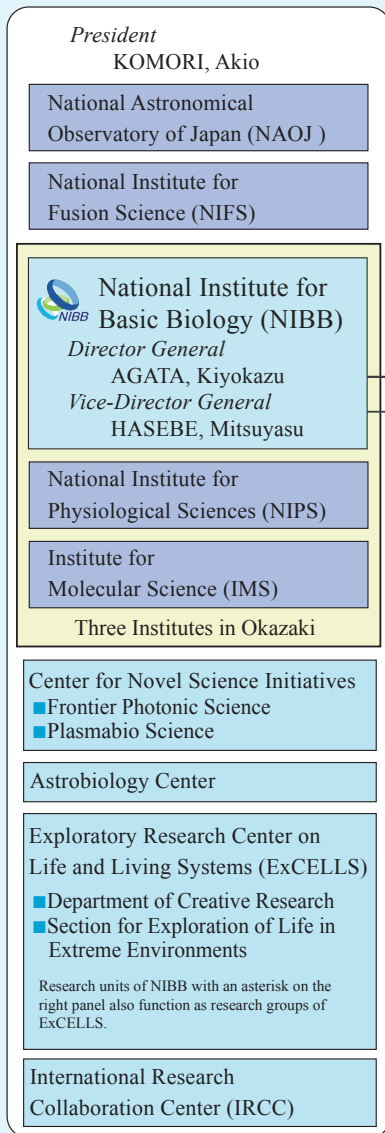 President
KOMORI, Akio
National Astronomical
Observatory of Japan (NAOJ )
National Institute for
Fusion Science (NIFS)
NIBB
National Institute for
Basic Biology (NIBB)
Director General
AGATA, Kiyokazu
Vice-Director General
HASEBE, Mitsuyasu
National Institute for
Physiological Sciences (NIPS)
Institute for
Molecular Science (IMS)
Three Institutes in Okazaki
Center for Novel Science Initiatives
■Frontier Photonic Science
■Plasmabio Science
Astrobiology Center
Exploratory Research Center on
Life and Living Systems (ExCELLS)
■Department of Creative Research
■Section for Exploration of Life in
Extreme Environments
Research units of NIBB with an asterisk on the
right panel also function as research groups of
ExCELLS.
International Research
Collaboration Center (IRCC)